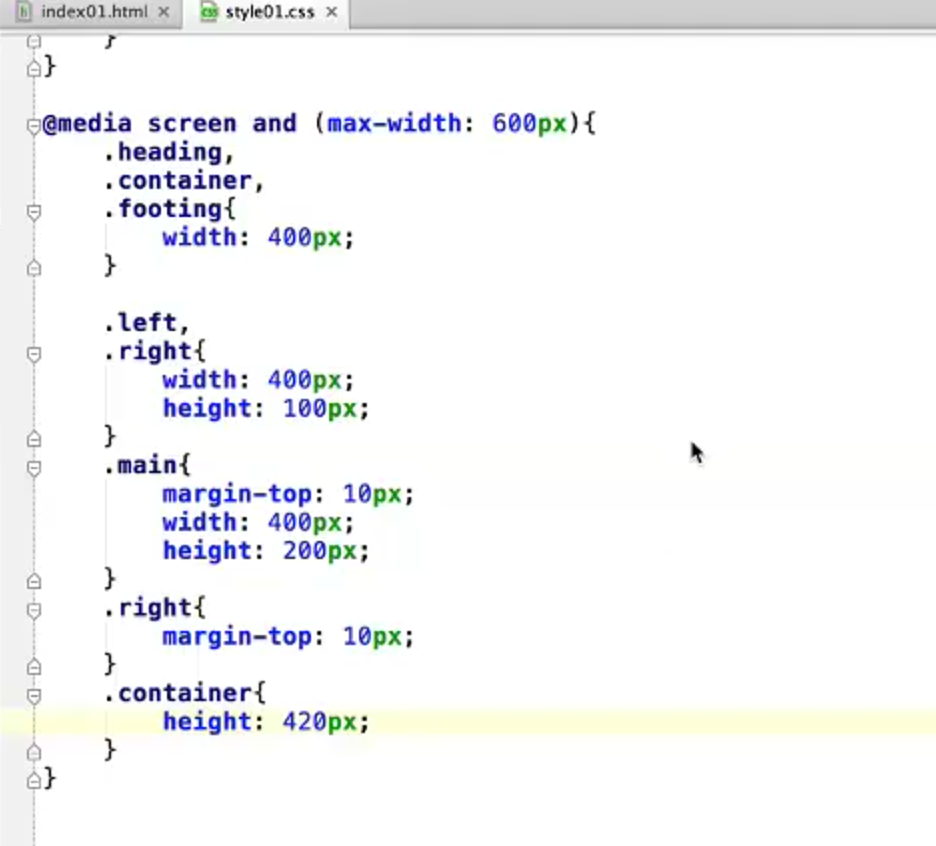 index01.html
style01.css
}
}
@media screen and (max-width: 600px){
.heading,
.container,
.footing{
width: 400px;
}
.left,
.right{
width: 400px;
height: 100px;
}
.main{
margin-top: 10px;
width: 400px;
height: 200px;
}
.right{
margin-top: 10px;
}
.container{
height: 420px;
}
}